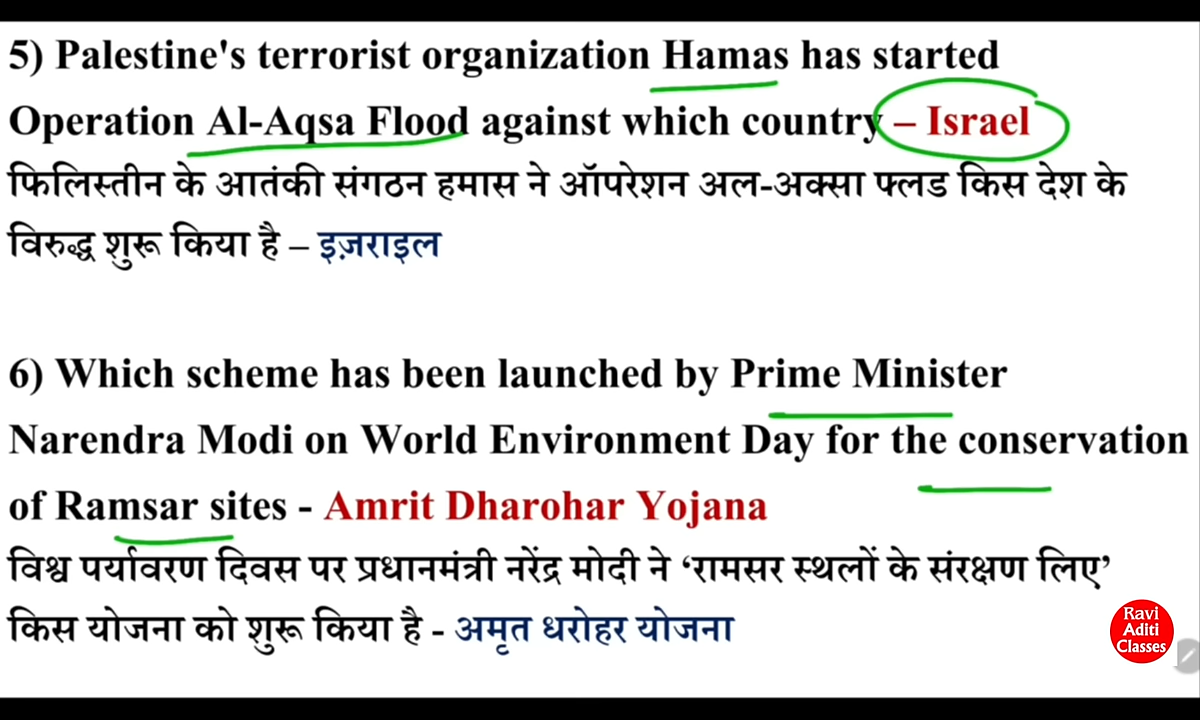 5) Palestine's terrorist organization Hamas has started
Operation Al-Aqsa Flood against which country – Israel
फिलिस्तीन के आतंकी संगठन हमास ने ऑपरेशन अल-अक्सा फ्लड किस देश के
विरुद्ध शुरू किया है – इज़राइल
6) Which scheme has been launched by Prime Minister
Narendra Modi on World Environment Day for the conservation
of Ramsar sites - Amrit Dharohar Yojana
विश्व पर्यावरण दिवस पर प्रधानमंत्री नरेंद्र मोदी ने ‘रामसर स्थलों के संरक्षण लिए’
किस योजना को शुरू किया है - अमृत धरोहर योजना
Ravi
Aditi
Classes